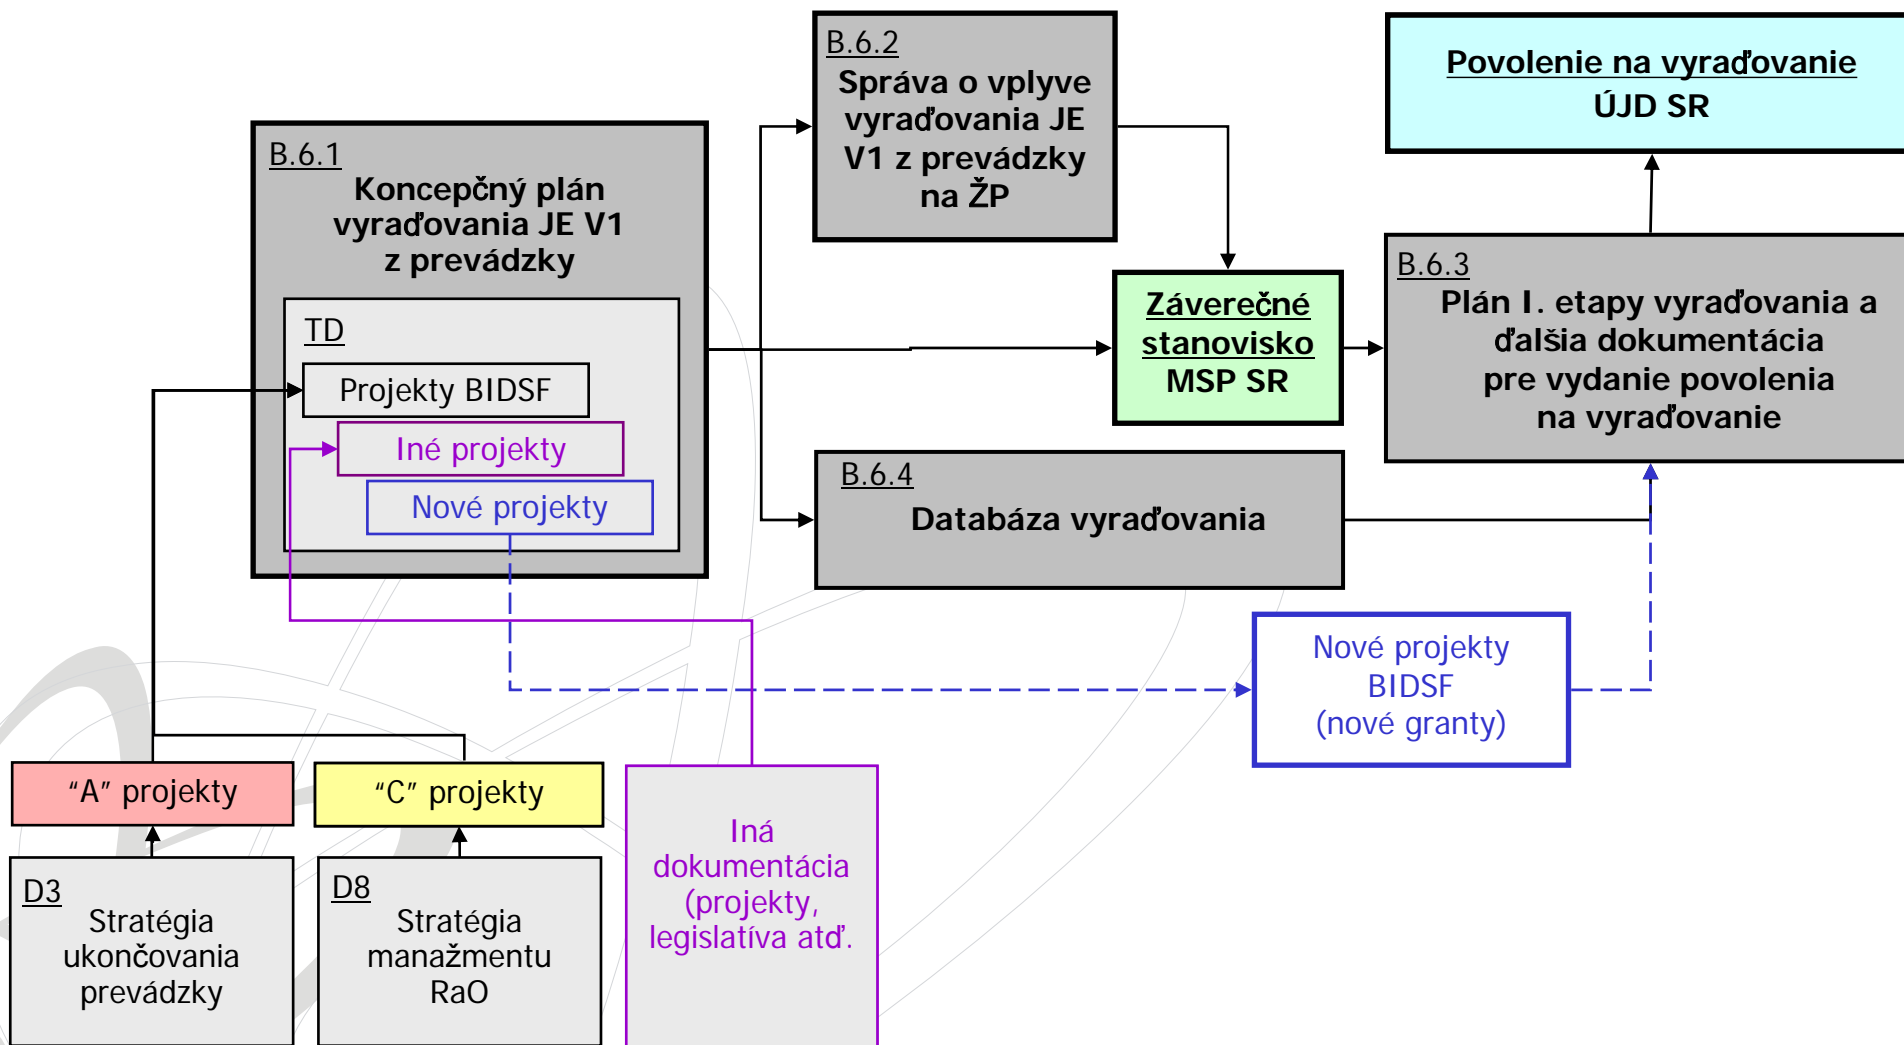 B.6.1
Koncepčný plán
vyraďovania JE V1
z prevádzky
TD
Projekty BIDSF
Iné projekty
Nové projekty
B.6.2
Správa o vplyve
vyraďovania JE
V1 z prevádzky
na ŽP
Povolenie na vyraďovanie
ÚJD SR
Záverečné
stanovisko
MSP SR
B.6.3
Plán I. etapy vyraďovania a
ďalšia dokumentácia
pre vydanie povolenia
na vyraďovanie
B.6.4
Databáza vyraďovania
Nové projekty
BIDSF
(nové granty)
“A” projekty
“C” projekty
D3
Stratégia
ukončovania
prevádzky
D8
Stratégia
manažmentu
RaO
Iná
dokumentácia
(projekty,
legislatíva atď.